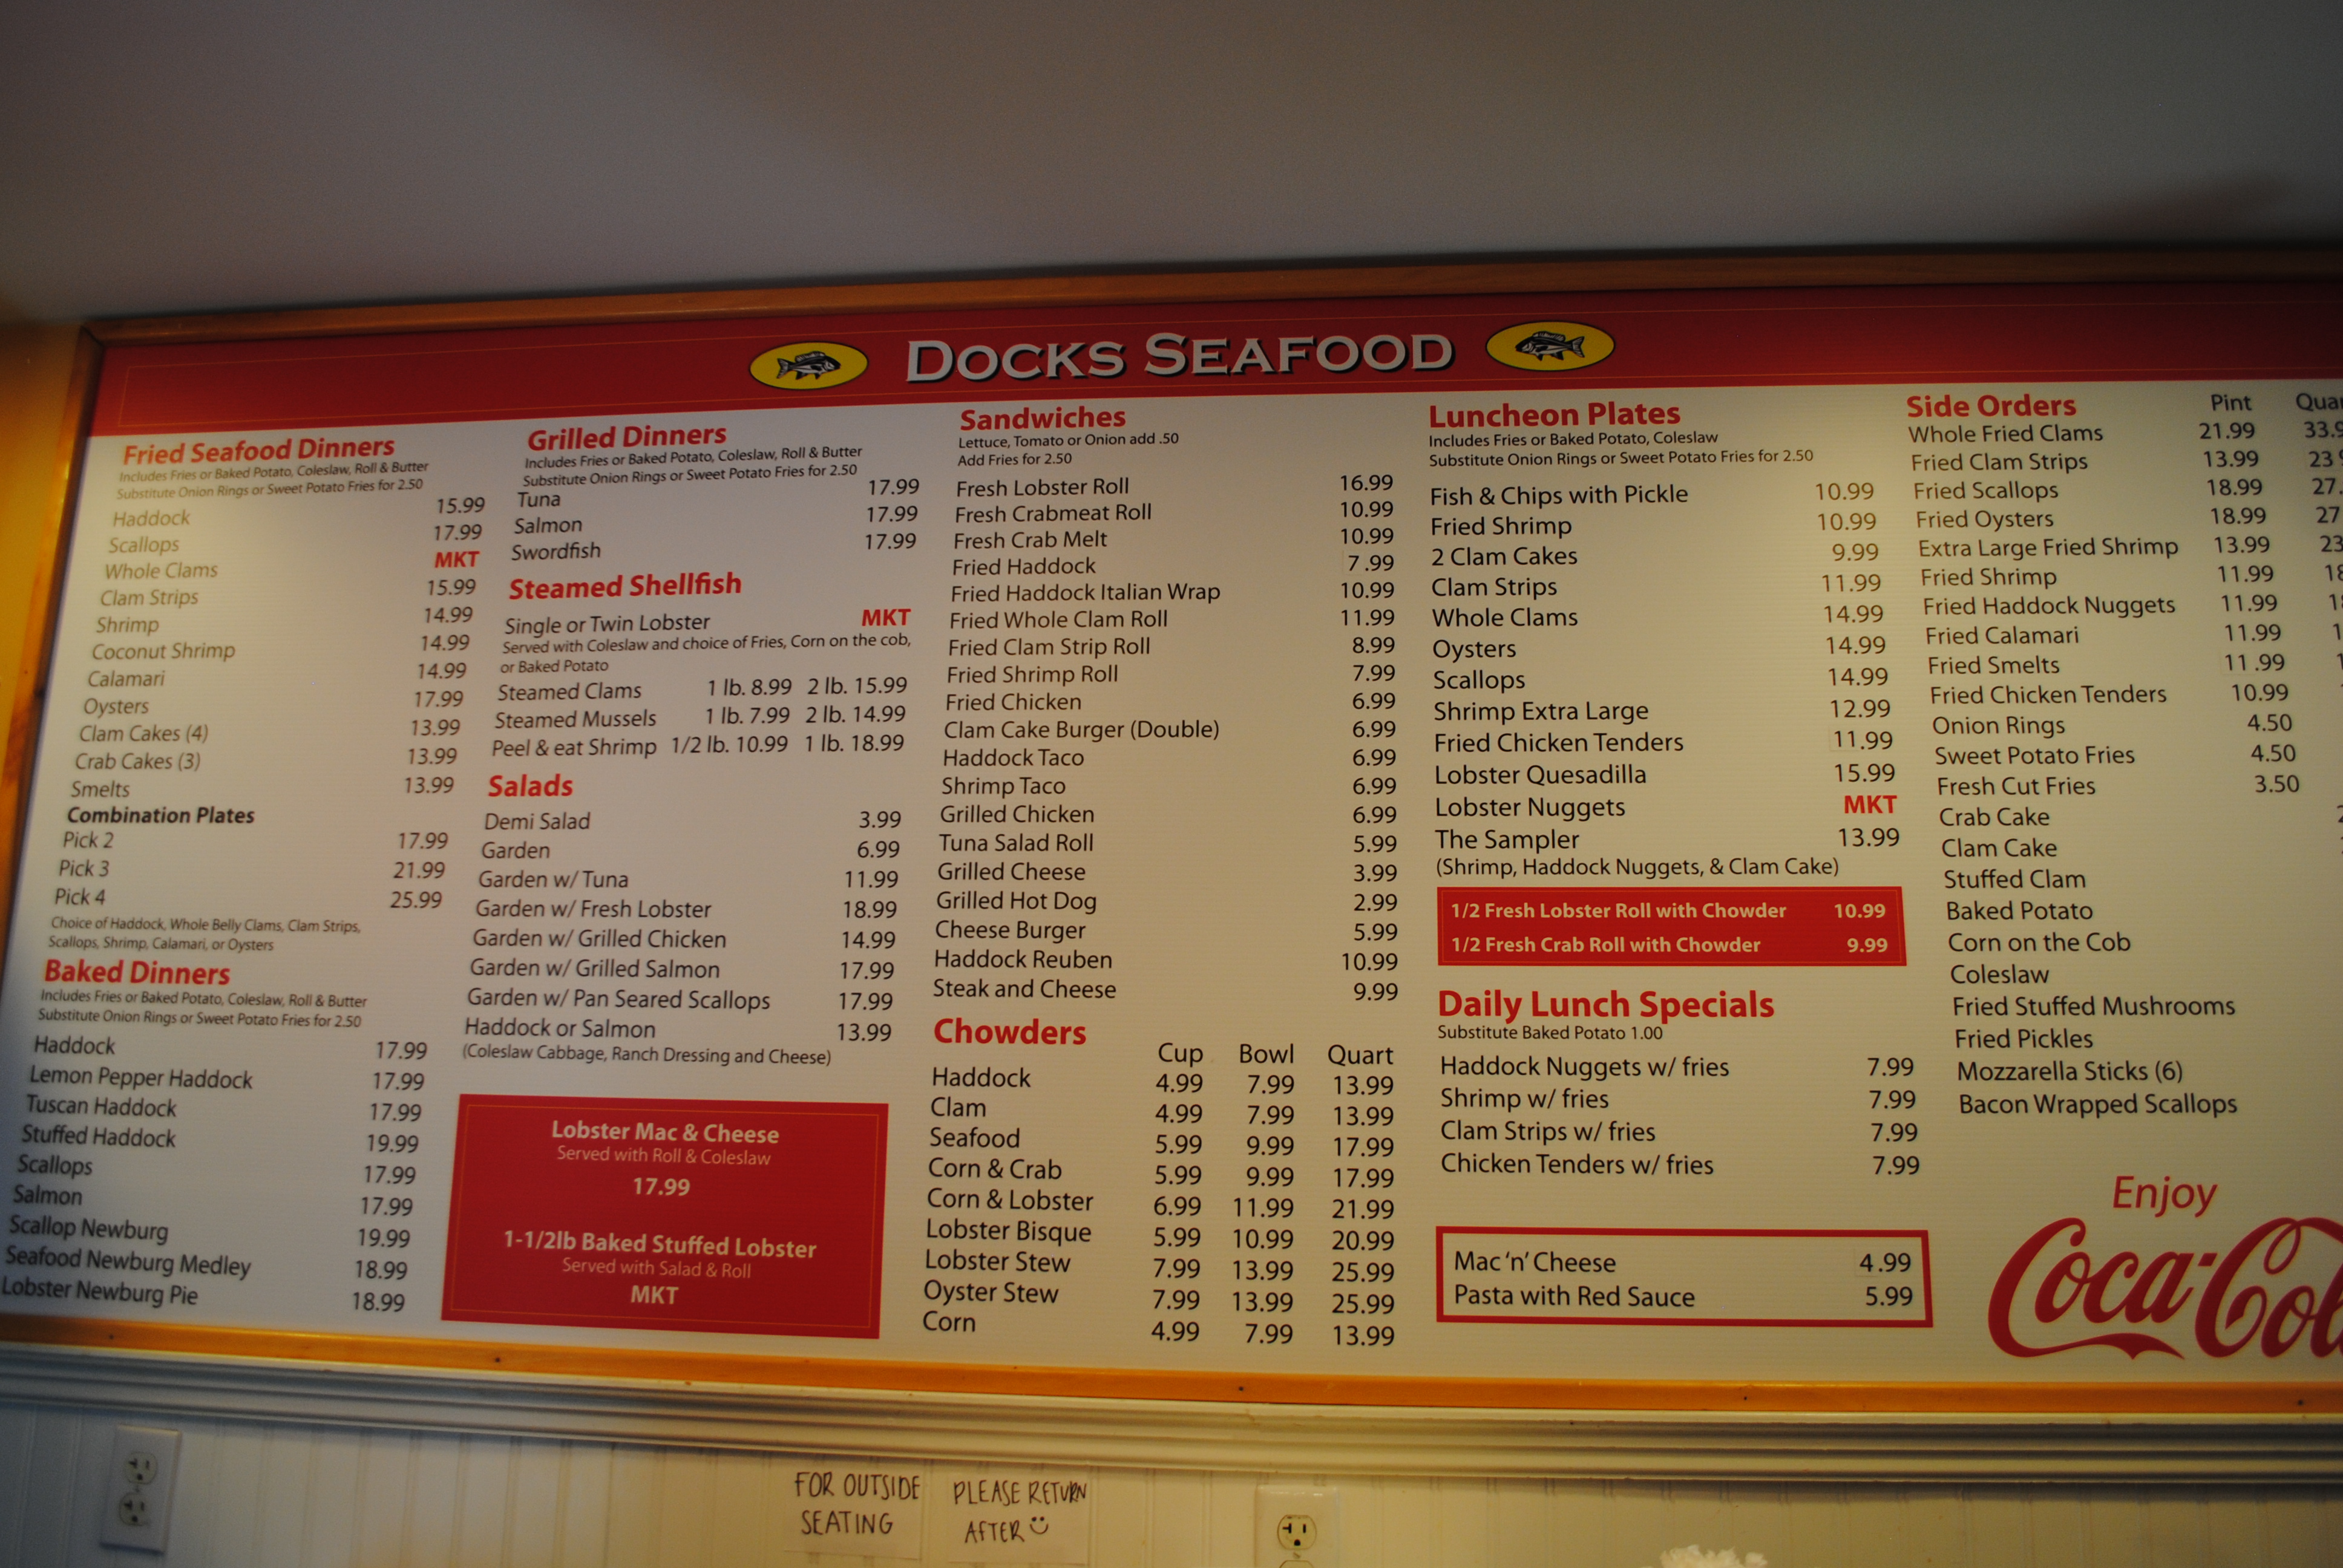 DOCKS SEAFOOD
Fried Seafood Dinners
Includes Fries or Baked Potato, Coleslaw, Roll & Butter
Substitute Onion Rings or Sweet Potato Fries for 2.50
Haddock 15.99
Scallops 17.99
Whole Clams MKT
Clam Strips 15.99
Shrimp 14.99
Coconut Shrimp 14.99
Calamari 14.99
Oysters 17.99
Clam Cakes (4) 13.99
Crab Cakes (3) 13.99
Smelts 13.99
Combination Plates
Pick 2 17.99
Pick 3 21.99
Pick 4 25.99
Choice of Haddock, Whole Belly Clams, Clam Strips,
Scallops, Shrimp, Calamari, or Oysters
Baked Dinners
Includes Fries or Baked Potato, Coleslaw, Roll & Butter
Substitute Onion Rings or Sweet Potato Fries for 2.50
Haddock 17.99
Lemon Pepper Haddock 17.99
Tuscan Haddock 17.99
Stuffed Haddock 19.99
Scallops 17.99
Salmon 17.99
Scallop Newburg 19.99
Seafood Newburg Medley 18.99
Lobster Newburg Pie 18.99
Grilled Dinners
Includes Fries or Baked Potato, Coleslaw, Roll & Butter
Substitute Onion Rings or Sweet Potato Fries for 2.50
Tuna 17.99
Salmon 17.99
Swordfish 17.99
Steamed Shellfish
Single or Twin Lobster MKT
Served with Coleslaw and choice of Fries, Corn on the cob,
or Baked Potato
Steamed Clams 1 lb. 8.99 2 lb. 15.99
Steamed Mussels 1 lb. 7.99 2 lb. 14.99
Peel & eat Shrimp 1/2 lb. 10.99 1 lb. 18.99
Salads
Demi Salad 3.99
Garden 6.99
Garden w/ Tuna 11.99
Garden w/ Fresh Lobster 18.99
Garden w/ Grilled Chicken 14.99
Garden w/ Grilled Salmon 17.99
Garden w/ Pan Seared Scallops 17.99
Haddock or Salmon 13.99
(Coleslaw Cabbage, Ranch Dressing and Cheese)
Lobster Mac & Cheese
Served with Roll & Coleslaw
17.99
1-1/2lb Baked Stuffed Lobster
Served with Salad & Roll
MKT
Sandwiches
Lettuce, Tomato or Onion add .50
Add Fries for 2.50
Fresh Lobster Roll 16.99
Fresh Crabmeat Roll 10.99
Fresh Crab Melt 10.99
Fried Haddock 7.99
Fried Haddock Italian Wrap 10.99
Fried Whole Clam Roll 11.99
Fried Clam Strip Roll 8.99
Fried Shrimp Roll 7.99
Fried Chicken 6.99
Clam Cake Burger (Double) 6.99
Haddock Taco 6.99
Shrimp Taco 6.99
Grilled Chicken 6.99
Tuna Salad Roll 5.99
Grilled Cheese 3.99
Grilled Hot Dog 2.99
Cheese Burger 5.99
Haddock Reuben 10.99
Steak and Cheese 9.99
Chowders
Cup Bowl Quart
Haddock 4.99 7.99 13.99
Clam 4.99 7.99 13.99
Seafood 5.99 9.99 17.99
Corn & Crab 5.99 9.99 17.99
Corn & Lobster 6.99 11.99 21.99
Lobster Bisque 5.99 10.99 20.99
Lobster Stew 7.99 13.99 25.99
Oyster Stew 7.99 13.99 25.99
Corn 4.99 7.99 13.99
Luncheon Plates
Includes Fries or Baked Potato, Coleslaw
Substitute Onion Rings or Sweet Potato Fries for 2.50
Fish & Chips with Pickle 10.99
Fried Shrimp 10.99
2 Clam Cakes 9.99
Clam Strips 11.99
Whole Clams 14.99
Oysters 14.99
Scallops 14.99
Shrimp Extra Large 12.99
Fried Chicken Tenders 11.99
Lobster Quesadilla 15.99
Lobster Nuggets MKT
The Sampler 13.99
(Shrimp, Haddock Nuggets, & Clam Cake)
1/2 Fresh Lobster Roll with Chowder 10.99
1/2 Fresh Crab Roll with Chowder 9.99
Daily Lunch Specials
Substitute Baked Potato 1.00
Haddock Nuggets w/ fries 7.99
Shrimp w/ fries 7.99
Clam Strips w/ fries 7.99
Chicken Tenders w/ fries 7.99
Mac 'n' Cheese 4.99
Pasta with Red Sauce 5.99
Side Orders Pint
Whole Fried Clams 21.99
Fried Clam Strips 13.99
Fried Scallops 18.99
Fried Oysters 18.99
Extra Large Fried Shrimp 13.99
Fried Shrimp 11.99
Fried Haddock Nuggets 11.99
Fried Calamari 11.99
Fried Smelts 11.99
Fried Chicken Tenders 10.99
Onion Rings 4.50
Sweet Potato Fries 4.50
Fresh Cut Fries 3.50
Crab Cake
Clam Cake
Stuffed Clam
Baked Potato
Corn on the Cob
Coleslaw
Fried Stuffed Mushrooms
Fried Pickles
Mozzarella Sticks (6)
Bacon Wrapped Scallops
Enjoy
Coca-Col
FOR OUTSIDE
SEATING
PLEASE RETURN
AFTER